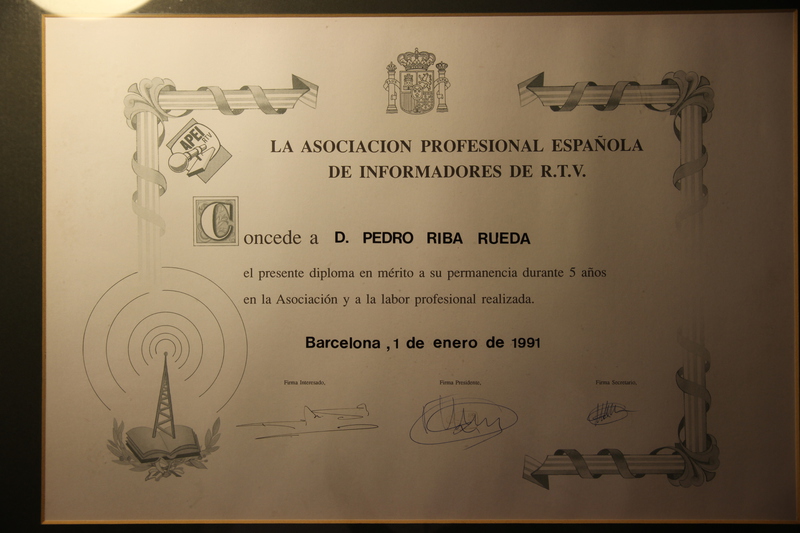 APEI
RTV
LA ASOCIACION PROFESIONAL ESPAÑOLA
DE INFORMADORES DE R.T.V.
Concede a D. PEDRO RIBA RUEDA
el presente diploma en mérito a su permanencia durante 5 años
en la Asociación y a la labor profesional realizada.
Barcelona , 1 de enero de 1991
Firma Interesado, Firma Presidente, Firma Secretario,